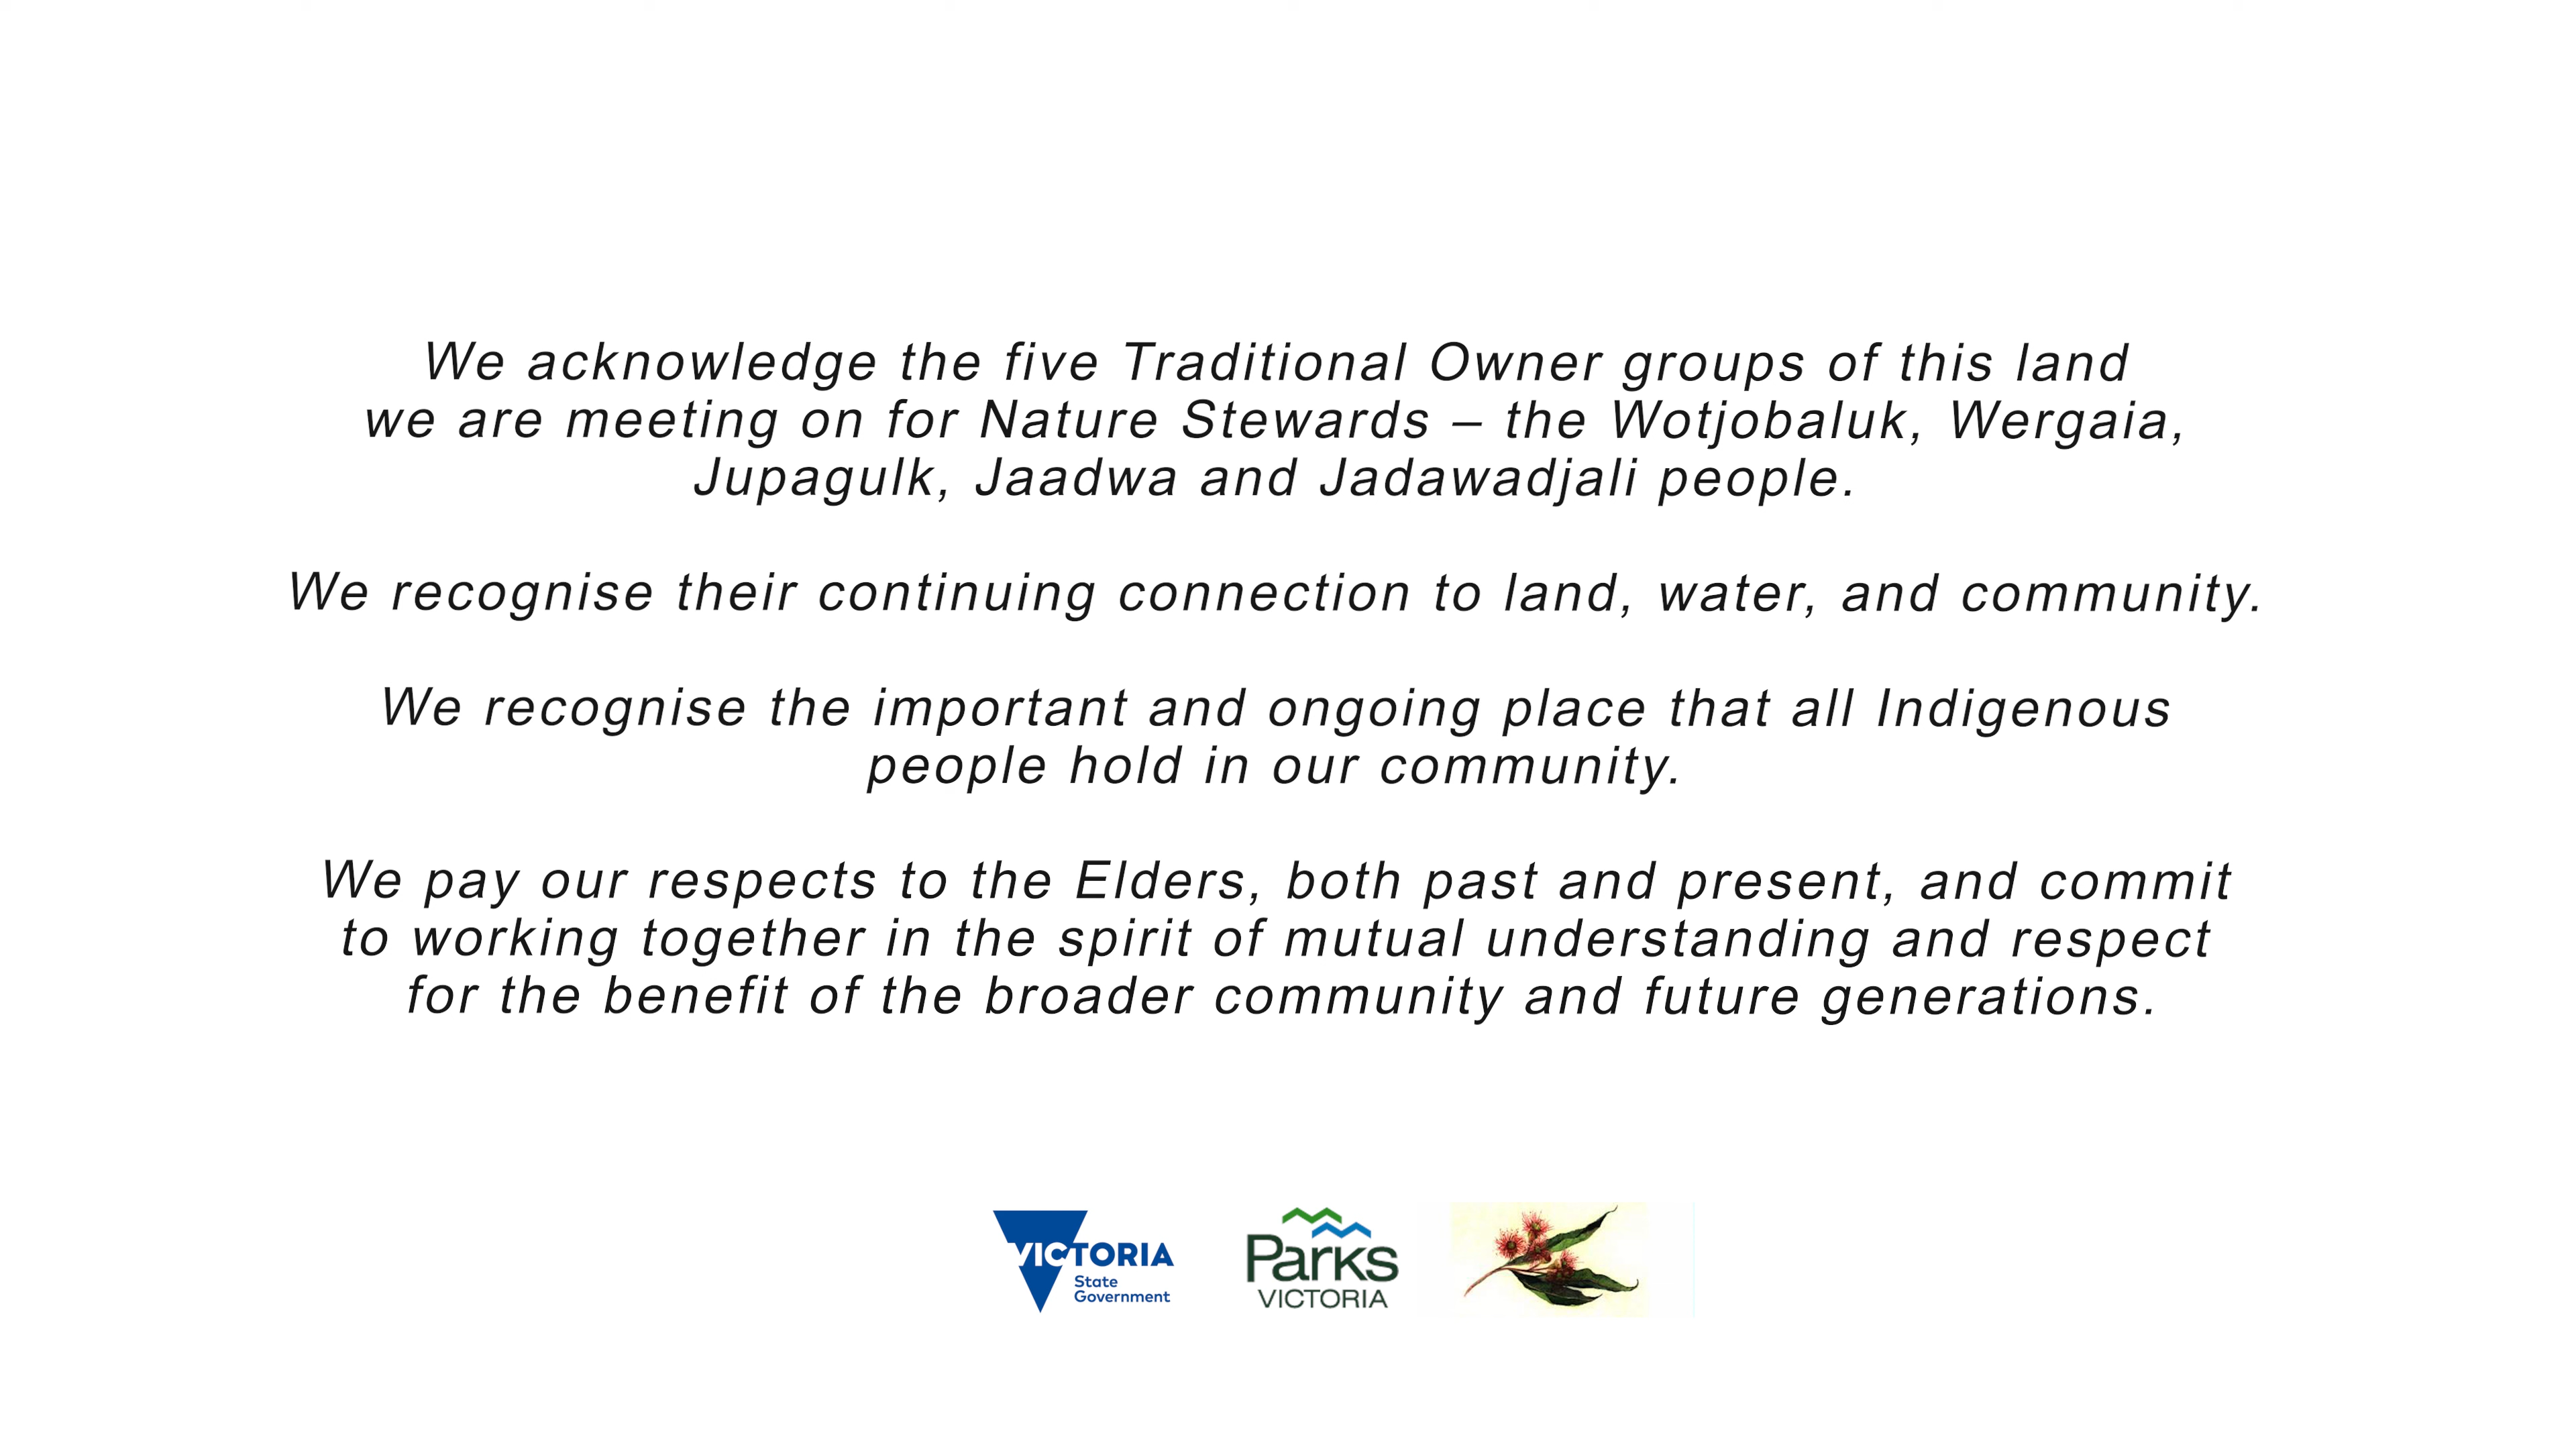 We acknowledge the five Traditional Owner groups of this land
we are meeting on for Nature Stewards – the Wotjobaluk, Wergaia,
Jupagulk, Jaadwa and Jadawadjali people.
We recognise their continuing connection to land, water, and community.
We recognise the important and ongoing place that all Indigenous
people hold in our community.
We pay our respects to the Elders, both past and present, and commit
to working together in the spirit of mutual understanding and respect
for the benefit of the broader community and future generations.
VICTORIA
State
Government
Parks
VICTORIA